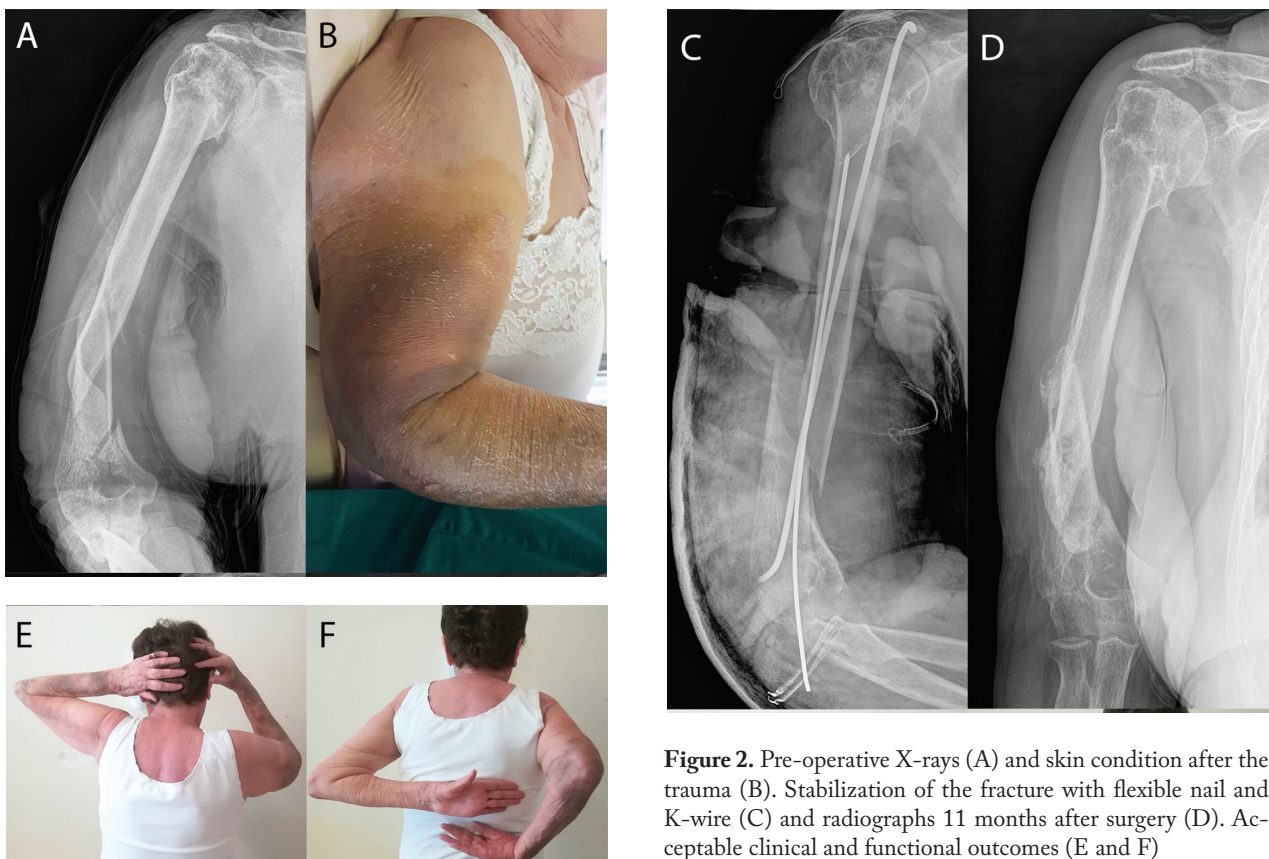 A
B
C
D
E
F
Figure 2. Pre-operative X-rays (A) and skin condition after the
trauma (B). Stabilization of the fracture with flexible nail and
K-wire (C) and radiographs 11 months after surgery (D). Ac-
ceptable clinical and functional outcomes (E and F)